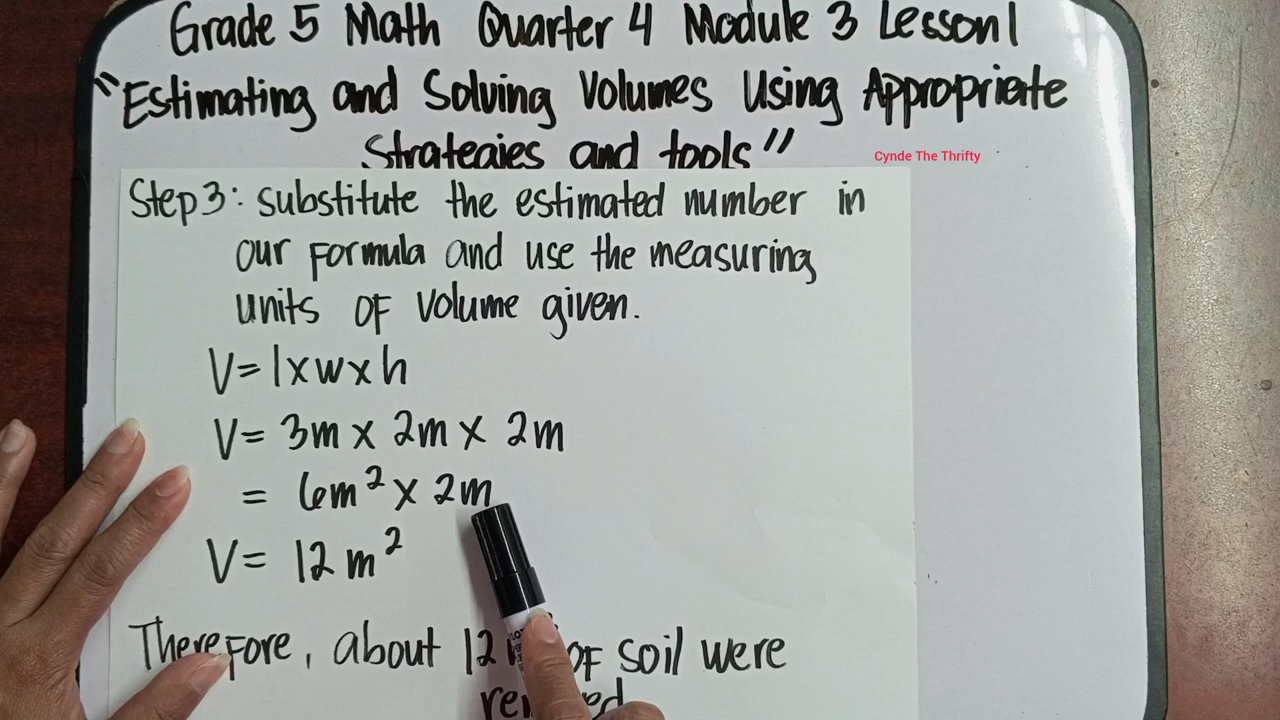 Grade 5 Math Quarter 4 Module 3 Lesson 1
"Estimating and Solving Volumes Using Appropriate
Strategies and tools"
Cynde The Thrifty
Step 3: substitute the estimated number in
our formula and use the measuring
units of volume given.
V= l x w x h
V= 3m x 2m x 2m
= 6m² x 2m
V= 12 m²
Therefore, about 12 of soil were